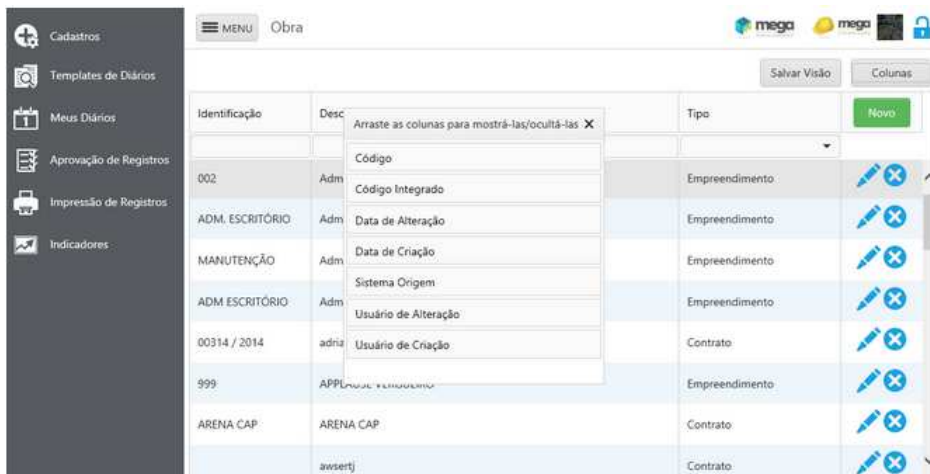 Cadastros
Templates de Diários
Meus Diários
Aprovação de Registros
Impressão de Registros
Indicadores
MENU Obra
mega mega
Salvar Visão Colunas
Identificação Desc Tipo Novo
Arraste as colunas para mostrá-las/ocultá-las X
Código
Código Integrado
Data de Alteração
Data de Criação
Sistema Origem
Usuário de Alteração
Usuário de Criação
002 Adm Empreendimento
ADM. ESCRITÓRIO Adm Empreendimento
MANUTENÇÃO Adm Empreendimento
ADM ESCRITÓRIO Adm Empreendimento
00314 / 2014 adria Contrato
999 Empreendimento
ARENA CAP ARENA CAP Contrato
awsertj Contrato